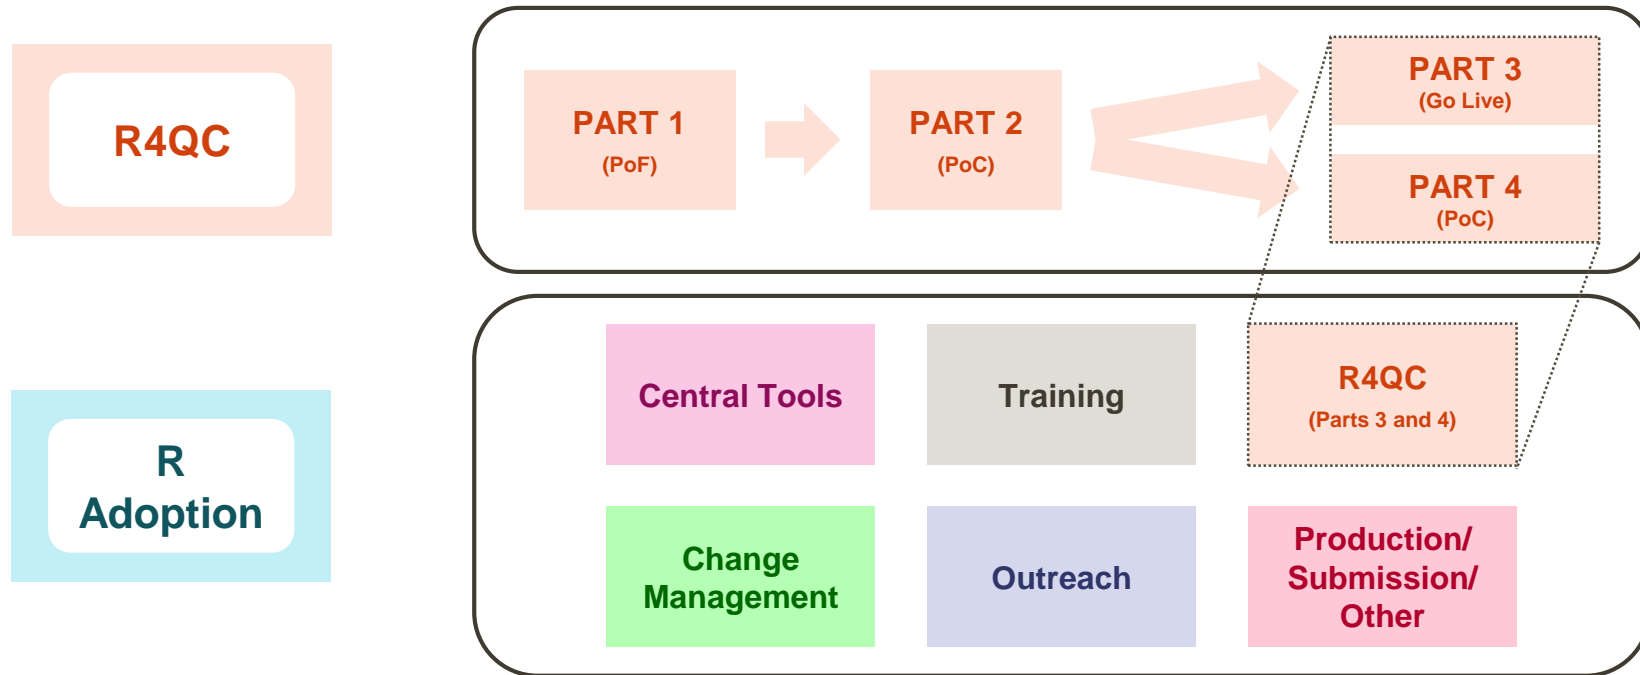 R4QC
PART 1
(PoF)
PART 2
(PoC)
PART 3
(Go Live)
PART 4
(PoC)
R
Adoption
Central Tools
Training
R4QC
(Parts 3 and 4)
Change
Management
Outreach
Production/
Submission/
Other